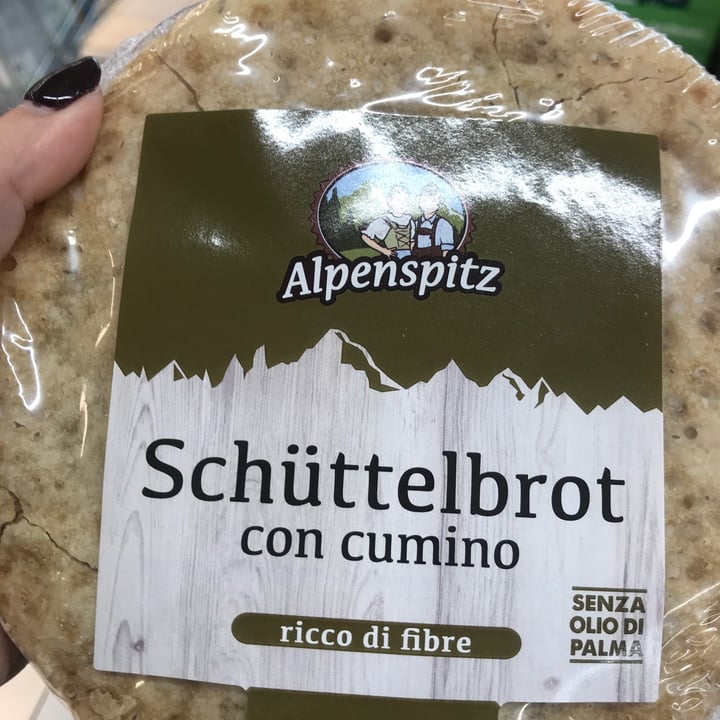 Alpenspitz
Schüttelbrot
con cumino
ricco di fibre
SENZA
OLIO DI
PALMA